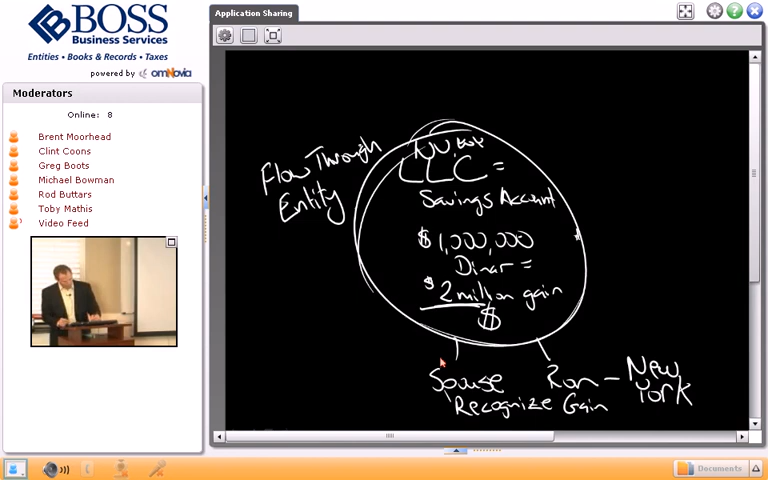 BOSS
Business Services
Entities • Books & Records • Taxes
powered by omNovia
Application Sharing
Moderators
Online: 8
Brent Moorhead
Clint Coons
Greg Boots
Michael Bowman
Rod Buttars
Toby Mathis
Video Feed
Flow Through
Entity
LLC =
Savings Account
$1,000,000
Dinar =
$2 million gain
$
Spouse
Ron - New York
Recognize Gain
Documents